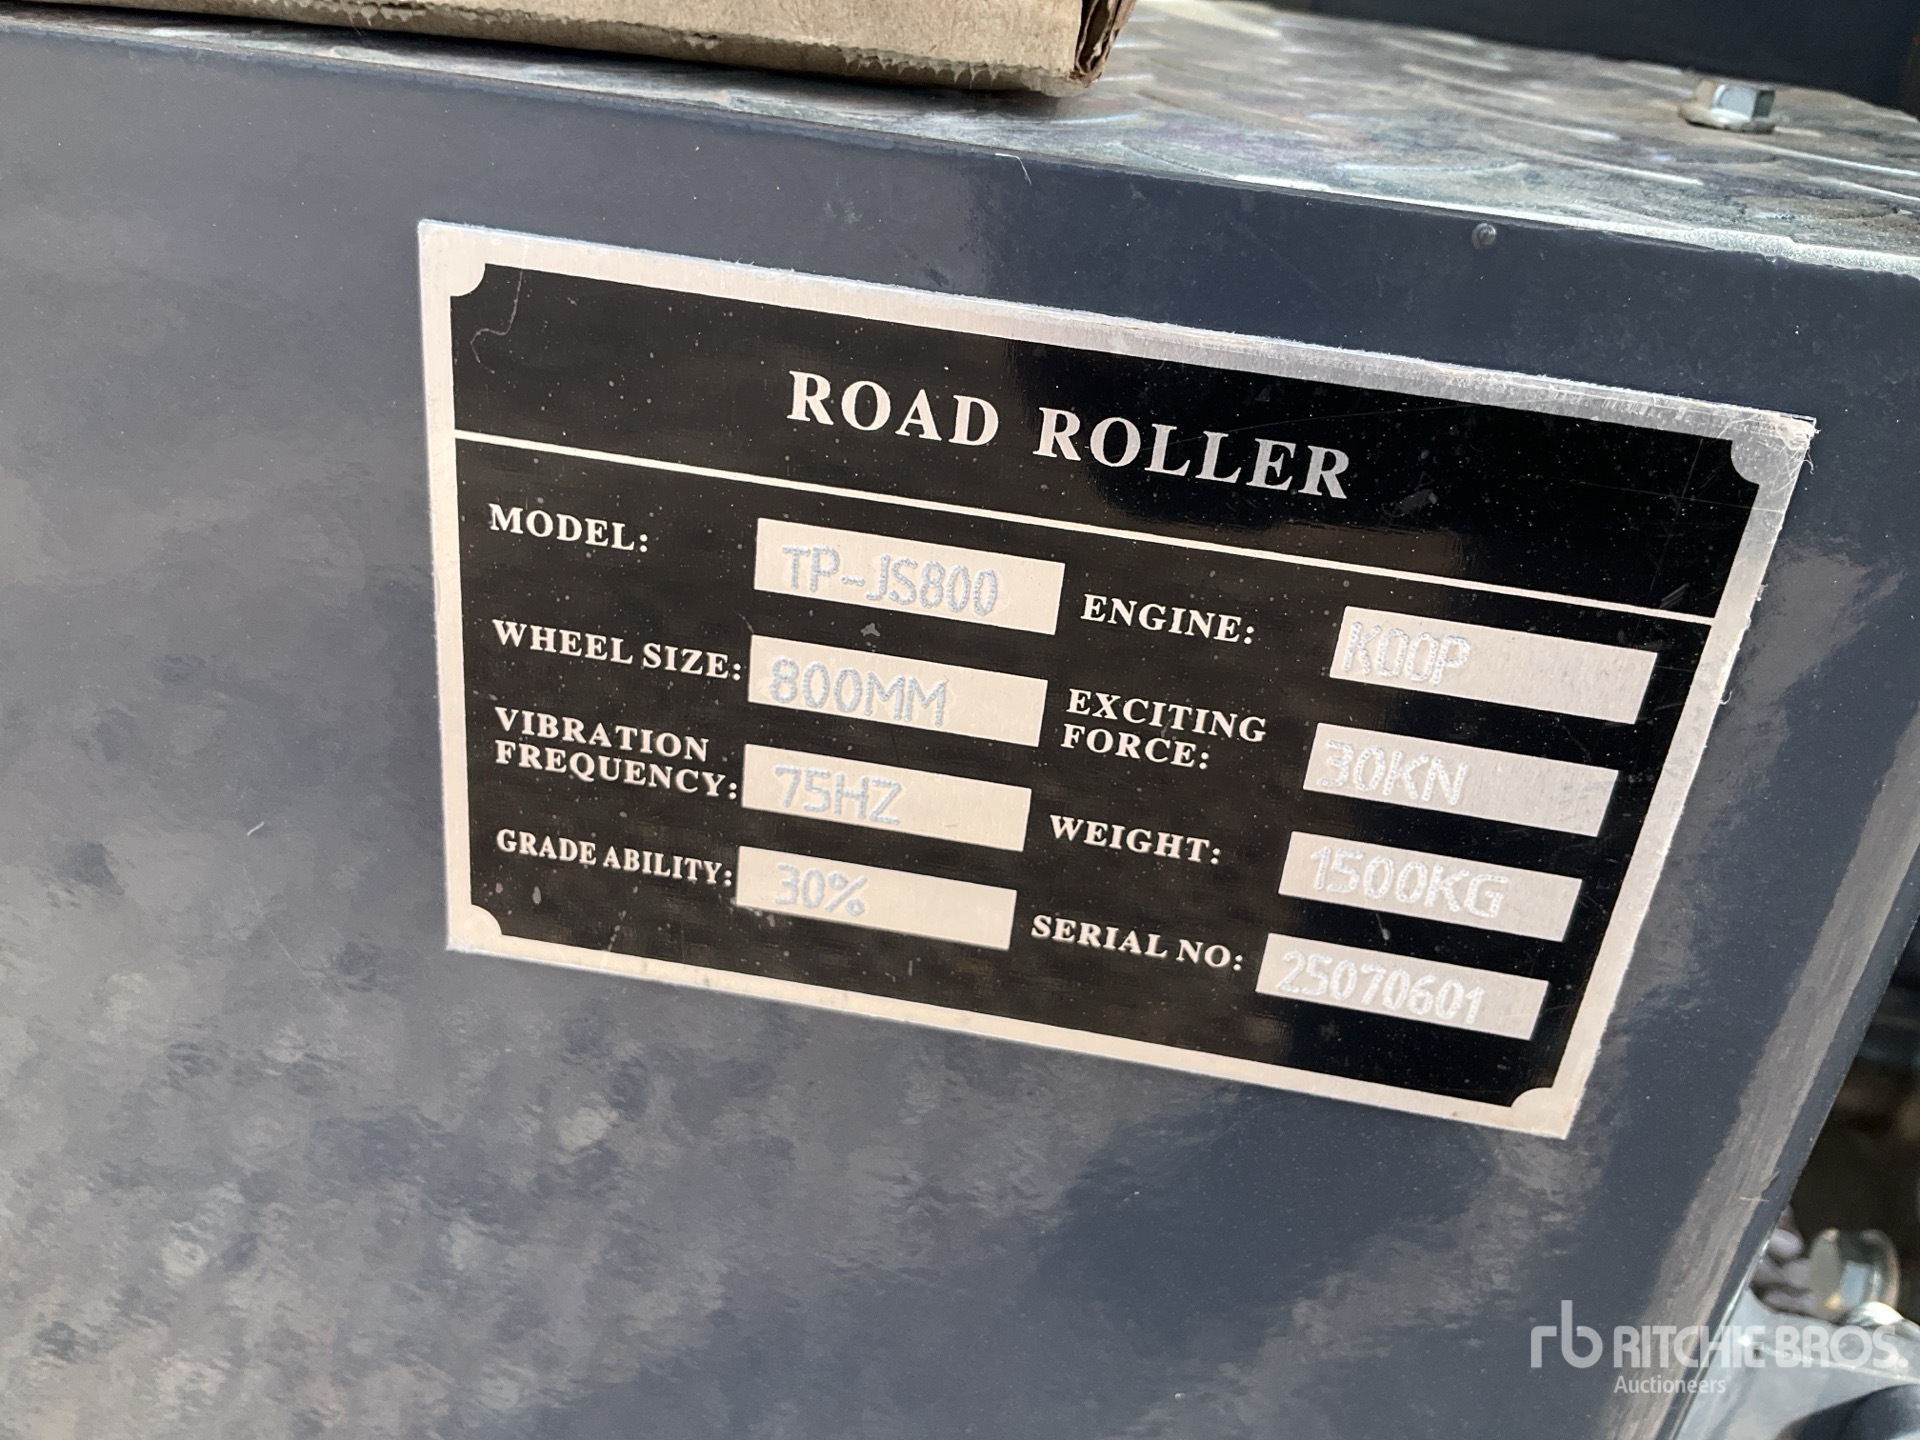 ROAD ROLLER
MODEL: TP-JS800
ENGINE: KOOP
WHEEL SIZE: 800MM
EXCITING
FORCE: 30KN
VIBRATION
FREQUENCY: 75HZ
WEIGHT: 1500KG
GRADE ABILITY: 30%
SERIAL NO: 25070601
rb RITCHIE BROS
Auctioneers